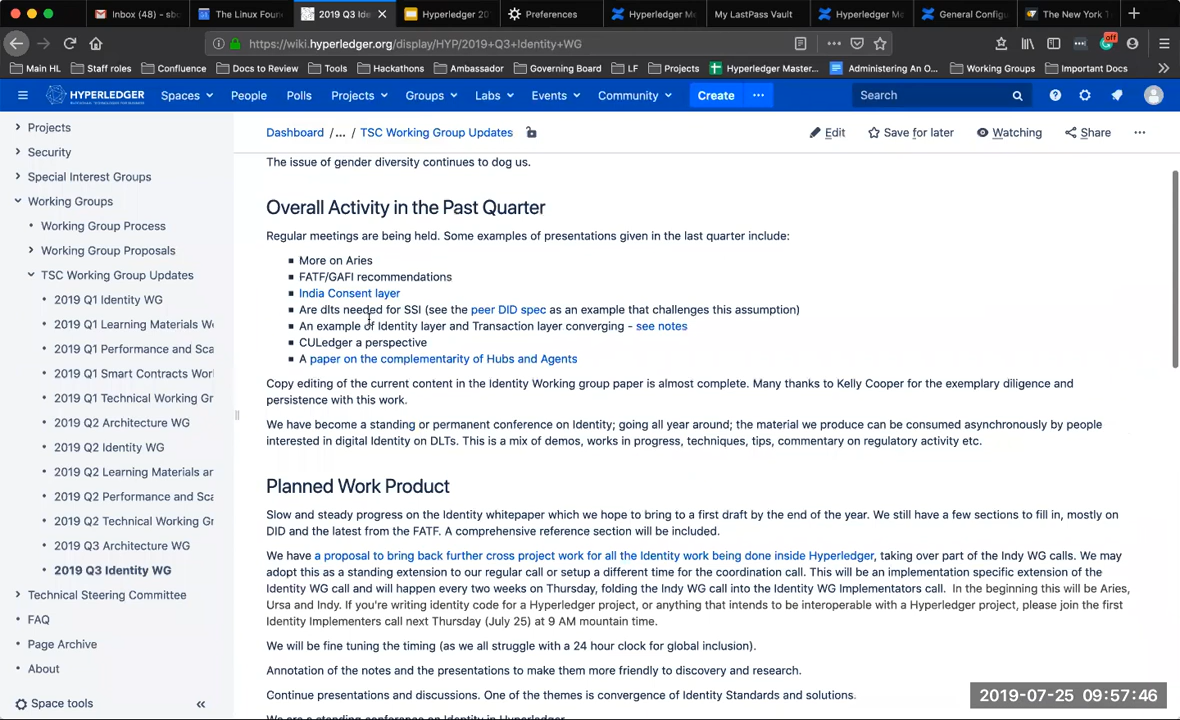 Inbox (48) - sb
The Linux Foun
2019 Q3 Ide
Hyperledger 20
Preferences
Hyperledger Me
My LastPass Vault
Hyperledger Me
General Configu
The New York T
https://wiki.hyperledger.org/display/HYP/2019+Q3+Identity+WG
off
Main HL
Staff roles
Confluence
Docs to Review
Tools
Hackathons
Ambassador
Governing Board
LF
Projects
Hyperledger Master...
Administering An O...
Working Groups
Important Docs
HYPERLEDGER
Spaces
People
Polls
Projects
Groups
Labs
Events
Community
Create
Search
Projects
Security
Special Interest Groups
Working Groups
Working Group Process
Working Group Proposals
TSC Working Group Updates
2019 Q1 Identity WG
2019 Q1 Learning Materials Wo
2019 Q1 Performance and Sca
2019 Q1 Smart Contracts Wor
2019 Q1 Technical Working Gr
2019 Q2 Architecture WG
2019 Q2 Identity WG
2019 Q2 Learning Materials an
2019 Q2 Performance and Sca
2019 Q2 Technical Working Gr
2019 Q3 Architecture WG
2019 Q3 Identity WG
Technical Steering Committee
FAQ
Page Archive
About
Space tools
Dashboard /... / TSC Working Group Updates
Edit
Save for later
Watching
Share
The issue of gender diversity continues to dog us.
Overall Activity in the Past Quarter
Regular meetings are being held. Some examples of presentations given in the last quarter include:
More on Aries
FATF/GAFI recommendations
India Consent layer
Are dlts needed for SSI (see the peer DID spec as an example that challenges this assumption)
An example of Identity layer and Transaction layer converging - see notes
CULedger a perspective
A paper on the complementarity of Hubs and Agents
Copy editing of the current content in the Identity Working group paper is almost complete. Many thanks to Kelly Cooper for the exemplary diligence and
persistence with this work.
We have become a standing or permanent conference on Identity; going all year around; the material we produce can be consumed asynchronously by people
interested in digital Identity on DLTs. This is a mix of demos, works in progress, techniques, tips, commentary on regulatory activity etc.
Planned Work Product
Slow and steady progress on the Identity whitepaper which we hope to bring to a first draft by the end of the year. We still have a few sections to fill in, mostly on
DID and the latest from the FATF. A comprehensive reference section will be included.
We have a proposal to bring back further cross project work for all the Identity work being done inside Hyperledger, taking over part of the Indy WG calls. We may
adopt this as a standing extension to our regular call or setup a different time for the coordination call. This will be an implementation specific extension of the
Identity WG call and will happen every two weeks on Thursday, folding the Indy WG call into the Identity WG Implementors call. In the beginning this will be Aries,
Ursa and Indy. If you're writing identity code for a Hyperledger project, or anything that intends to be interoperable with a Hyperledger project, please join the first
Identity Implementers call next Thursday (July 25) at 9 AM mountain time.
We will be fine tuning the timing (as we all struggle with a 24 hour clock for global inclusion).
Annotation of the notes and the presentations to make them more friendly to discovery and research.
Continue presentations and discussions. One of the themes is convergence of Identity Standards and solutions.
We are a standing conference on Identity in Hyperledger
2019-07-25 09:57:46